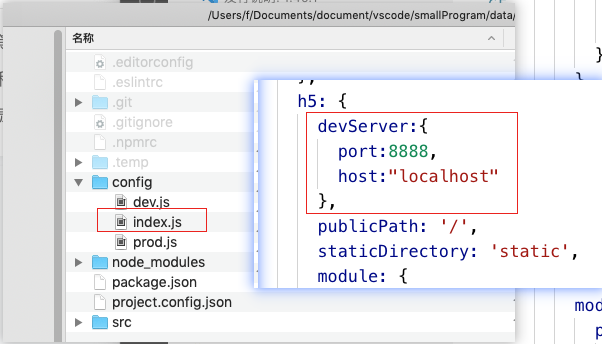 /Users/f/Documents/document/vscode/smallProgram/data/
名称
.editorconfig
.eslintrc
.git
.gitignore
.npmrc
.temp
config
dev.js
index.js
prod.js
node_modules
package.json
project.config.json
src
},
h5: {
devServer:{
port:8888,
host:"localhost"
},
publicPath: '/',
staticDirectory: 'static',
module: {
}
}
mod
p